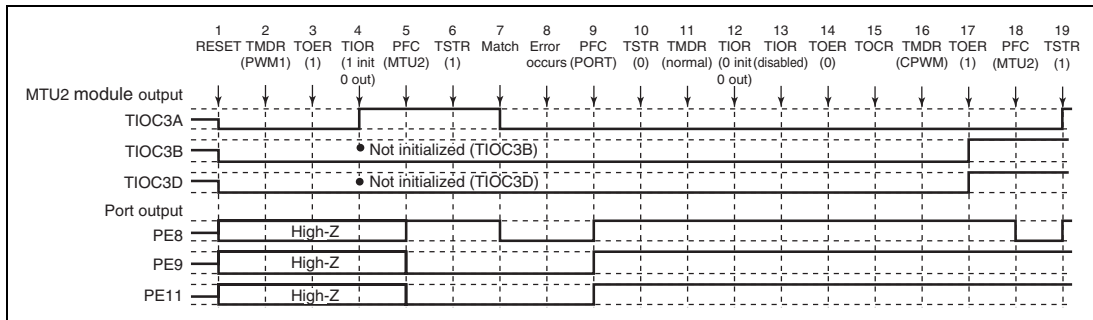 1 2 3 4 5 6 7 8 9 10 11 12 13 14 15 16 17 18 19
RESET TMDR TOER TIOR PFC TSTR Match Error PFC TSTR TMDR TIOR TIOR TOER TOCR TMDR TOER PFC TSTR
(PWM1) (1) (1 init (MTU2) (1) occurs (PORT) (0) (normal) (0 init (disabled) (0) (CPWM) (1) (MTU2) (1)
0 out) 0 out)
MTU2 module output
TIOC3A
TIOC3B • Not initialized (TIOC3B)
TIOC3D • Not initialized (TIOC3D)
Port output
PE8 High-Z
PE9 High-Z
PE11 High-Z